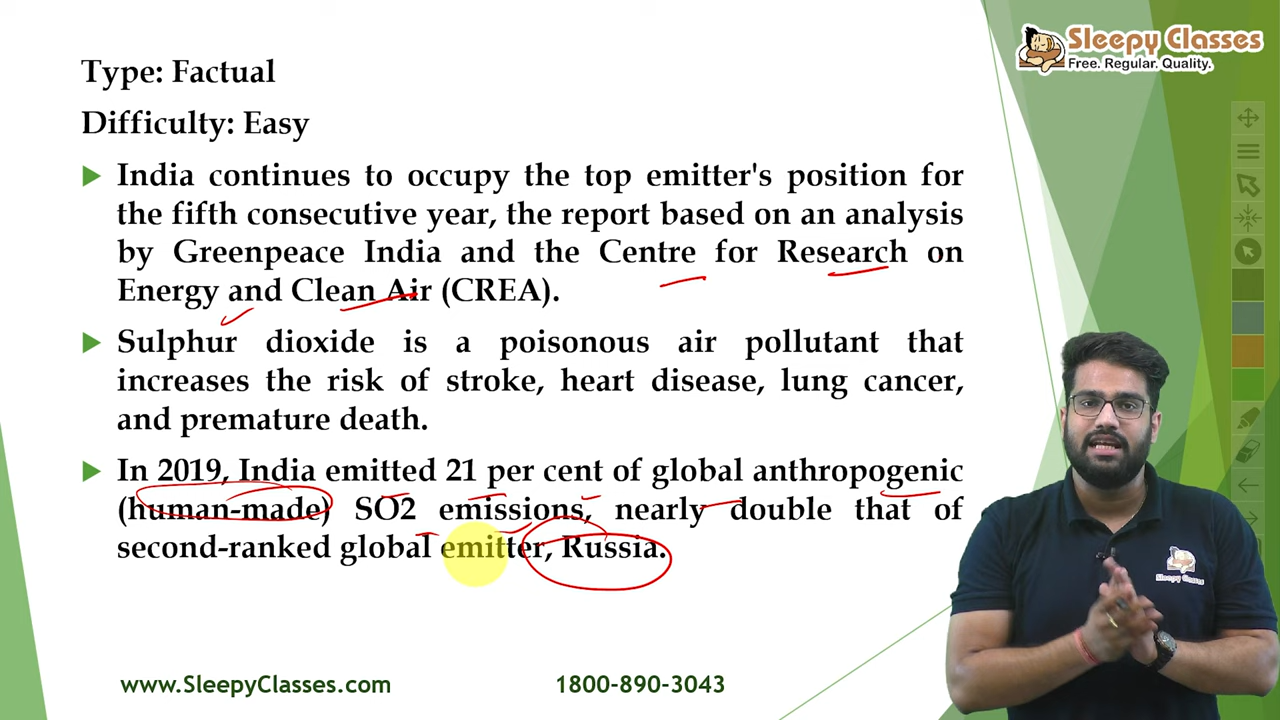 Sleepy Classes
Free. Regular. Quality.
Type: Factual
Difficulty: Easy
India continues to occupy the top emitter's position for
the fifth consecutive year, the report based on an analysis
by Greenpeace India and the Centre for Research on
Energy and Clean Air (CREA).
Sulphur dioxide is a poisonous air pollutant that
increases the risk of stroke, heart disease, lung cancer,
and premature death.
In 2019, India emitted 21 per cent of global anthropogenic
(human-made) SO2 emissions, nearly double that of
second-ranked global emitter, Russia.
Sleepy Classes
www.SleepyClasses.com
1800-890-3043